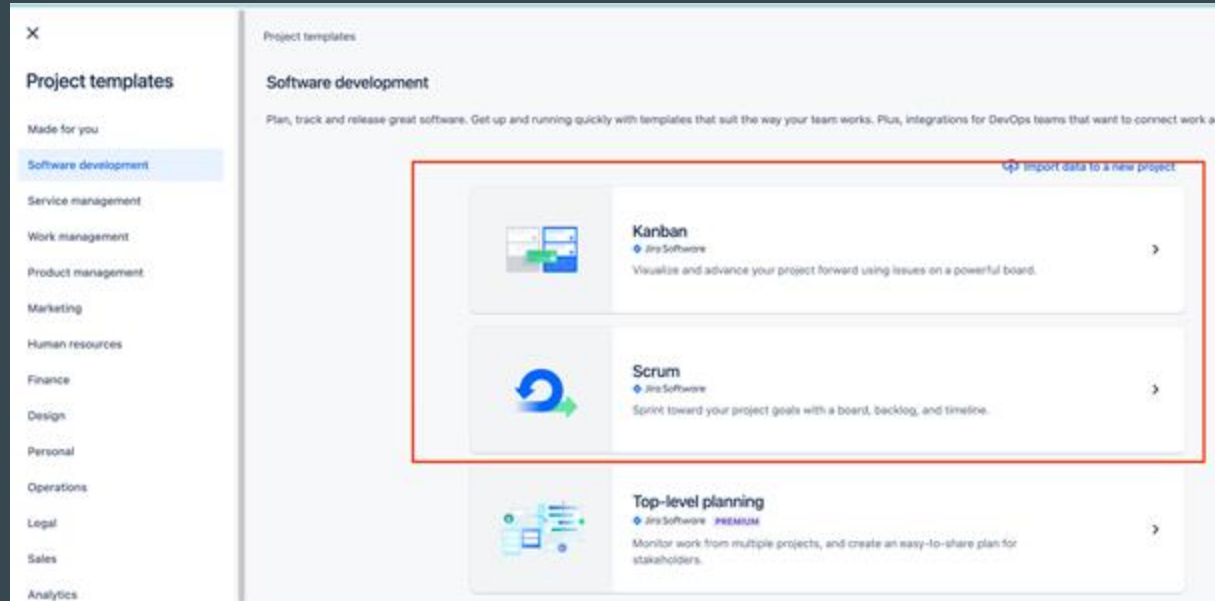 Project templates
Made for you
Software development
Service management
Work management
Product management
Marketing
Human resources
Finance
Design
Personal
Operations
Legal
Sales
Analytics
Project templates
Software development
Plan, track and release great software. Get up and running quickly with templates that suit the way your team works. Plus, integrations for DevOps teams that want to connect work a
Import data to a new project
Kanban
Jira Software
Visualize and advance your project forward using issues on a powerful board.
Scrum
Jira Software
Sprint toward your project goals with a board, backlog, and timeline.
Top-level planning
Jira Software PREMIUM
Monitor work from multiple projects, and create an easy-to-share plan for
stakeholders.